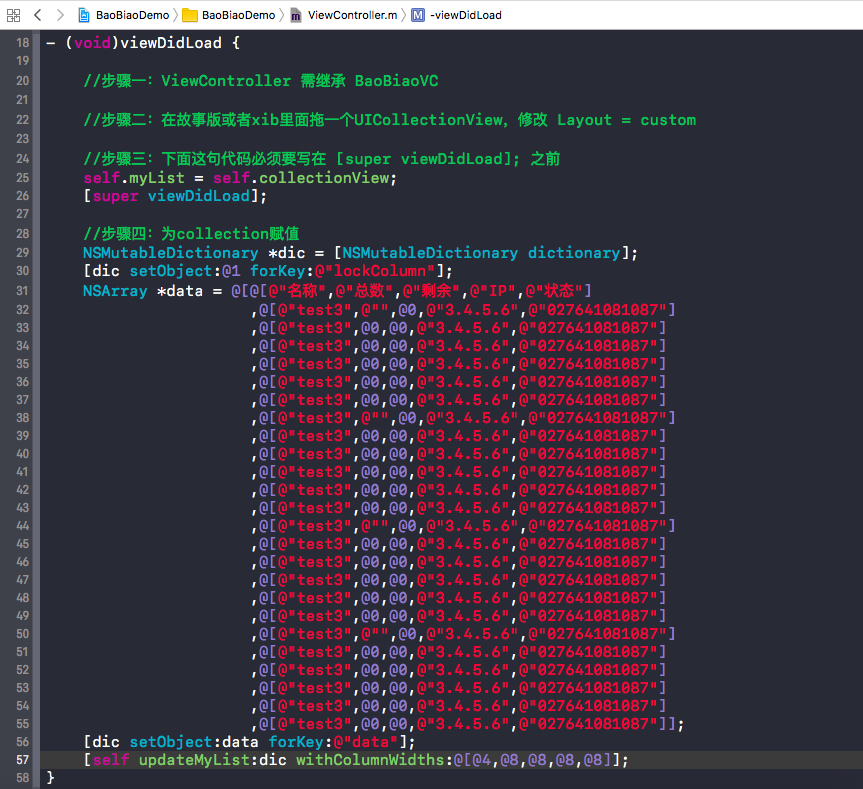 BaoBiaoDemo BaoBiaoDemo m ViewController.m M -viewDidLoad
18 - (void)viewDidLoad {
19
20 //步骤一：ViewController 需继承 BaoBiaoVC
21
22 //步骤二：在故事版或者xib里面拖一个UICollectionView，修改 Layout = custom
23
24 //步骤三：下面这句代码必须要写在 [super viewDidLoad]; 之前
25 self.myList = self.collectionView;
26 [super viewDidLoad];
27
28 //步骤四：为collection赋值
29 NSMutableDictionary *dic = [NSMutableDictionary dictionary];
30 [dic setObject:@1 forKey:@"lockColumn"];
31 NSArray *data = @[@[@"名称",@"总数",@"剩余",@"IP",@"状态"]
32 ,@[@"test3",@"",@0,@"3.4.5.6",@"027641081087"]
33 ,@[@"test3",@0,@0,@"3.4.5.6",@"027641081087"]
34 ,@[@"test3",@0,@0,@"3.4.5.6",@"027641081087"]
35 ,@[@"test3",@0,@0,@"3.4.5.6",@"027641081087"]
36 ,@[@"test3",@0,@0,@"3.4.5.6",@"027641081087"]
37 ,@[@"test3",@0,@0,@"3.4.5.6",@"027641081087"]
38 ,@[@"test3",@"",@0,@"3.4.5.6",@"027641081087"]
39 ,@[@"test3",@0,@0,@"3.4.5.6",@"027641081087"]
40 ,@[@"test3",@0,@0,@"3.4.5.6",@"027641081087"]
41 ,@[@"test3",@0,@0,@"3.4.5.6",@"027641081087"]
42 ,@[@"test3",@0,@0,@"3.4.5.6",@"027641081087"]
43 ,@[@"test3",@0,@0,@"3.4.5.6",@"027641081087"]
44 ,@[@"test3",@"",@0,@"3.4.5.6",@"027641081087"]
45 ,@[@"test3",@0,@0,@"3.4.5.6",@"027641081087"]
46 ,@[@"test3",@0,@0,@"3.4.5.6",@"027641081087"]
47 ,@[@"test3",@0,@0,@"3.4.5.6",@"027641081087"]
48 ,@[@"test3",@0,@0,@"3.4.5.6",@"027641081087"]
49 ,@[@"test3",@0,@0,@"3.4.5.6",@"027641081087"]
50 ,@[@"test3",@"",@0,@"3.4.5.6",@"027641081087"]
51 ,@[@"test3",@0,@0,@"3.4.5.6",@"027641081087"]
52 ,@[@"test3",@0,@0,@"3.4.5.6",@"027641081087"]
53 ,@[@"test3",@0,@0,@"3.4.5.6",@"027641081087"]
54 ,@[@"test3",@0,@0,@"3.4.5.6",@"027641081087"]
55 ,@[@"test3",@0,@0,@"3.4.5.6",@"027641081087"]];
56 [dic setObject:data forKey:@"data"];
57 [self updateMyList:dic withColumnWidths:@[@4,@8,@8,@8,@8]];
58 }